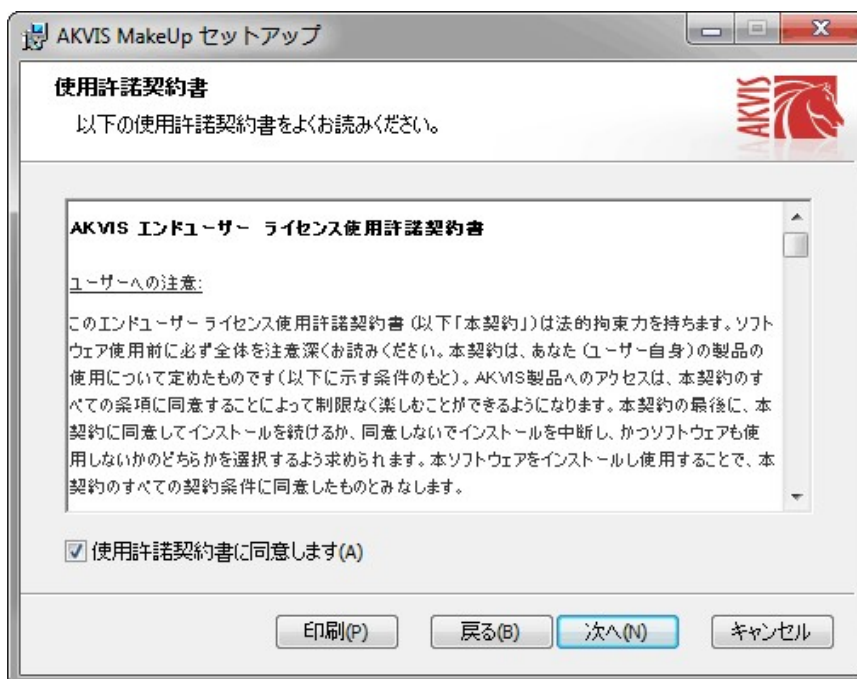 AKVIS MakeUp セットアップ
使用許諾契約書
以下の使用許諾契約書をよくお読みください。
AKVIS
AKVIS エンドユーザー ライセンス使用許諾契約書
ユーザーへの注意:
このエンドユーザー ライセンス使用許諾契約書 (以下「本契約」)は法的拘束力を持ちます。ソフト
ウェア使用前に必ず全体を注意深くお読みください。本契約は、あなた (ユーザー自身)の製品の
使用について定めたものです(以下に示す条件のもと)。AKVIS製品へのアクセスは、本契約のす
べての条項に同意することによって制限なく楽しむことができるようになります。本契約の最後に、本
契約に同意してインストールを続けるか、同意しないでインストールを中断し、かつソフトウェアも使
用しないかのどちらかを選択するよう求められます。本ソフトウェアをインストールし使用することで、本
契約のすべての契約条件に同意したものとみなします。
使用許諾契約書に同意します(A)
印刷(P)
戻る(B)
次へ(N)
キャンセル